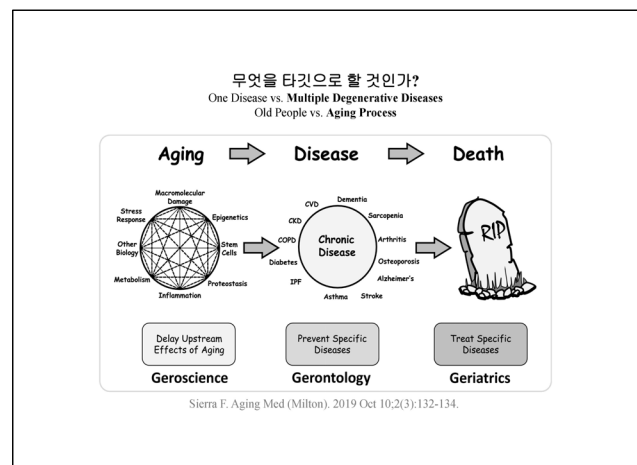 무엇을 타깃으로 할 것인가?
One Disease vs. Multiple Degenerative Diseases
Old People vs. Aging Process
Aging
Disease
Death
Macromolecular
Damage
Stress
Response
Epigenetics
Other
Biology
Stem
Cells
Metabolism
Proteostasis
Inflammation
CVD
Dementia
CKD
Sarcopenia
COPD
Chronic
Disease
Arthritis
Diabetes
Osteoporosis
IPF
Alzheimer's
Asthma
Stroke
RIP
Delay Upstream
Effects of Aging
Prevent Specific
Diseases
Treat Specific
Diseases
Geroscience
Gerontology
Geriatrics
Sierra F. Aging Med (Milton). 2019 Oct 10;2(3):132-134.